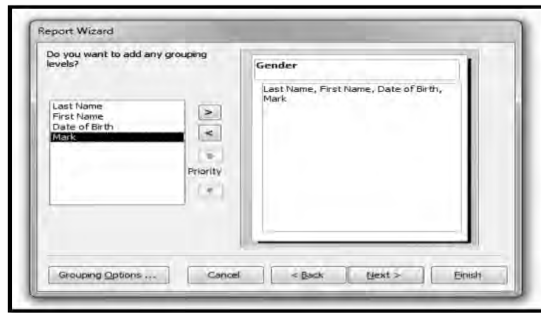 Report Wizard
Do you want to add any grouping
levels?
Last Name
First Name
Date of Birth
Mark
>
<
Priority
Gender
Last Name, First Name, Date of Birth,
Mark
Grouping Options ...
Cancel
< Back
Next >
Finish